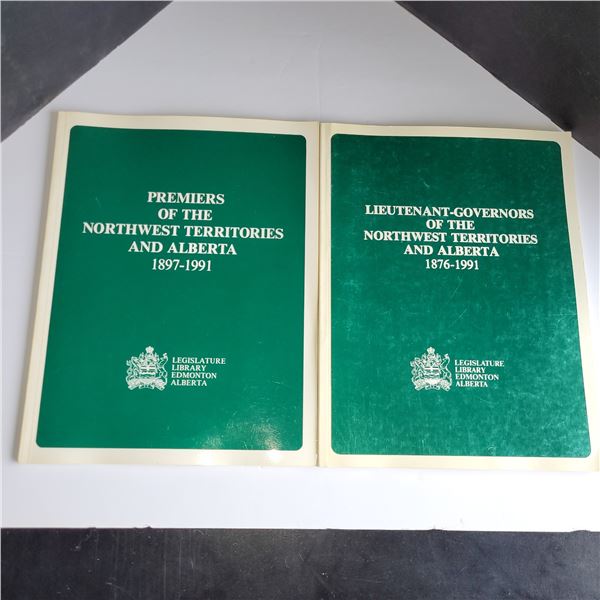 PREMIERS
OF THE
NORTHWEST TERRITORIES
AND ALBERTA
1897-1991
LEGISLATURE
LIBRARY
EDMONTON
ALBERTA
LIEUTENANT-GOVERNORS
OF THE
NORTHWEST TERRITORIES
AND ALBERTA
1876-1991
LEGISLATURE
LIBRARY
EDMONTON
ALBERTA